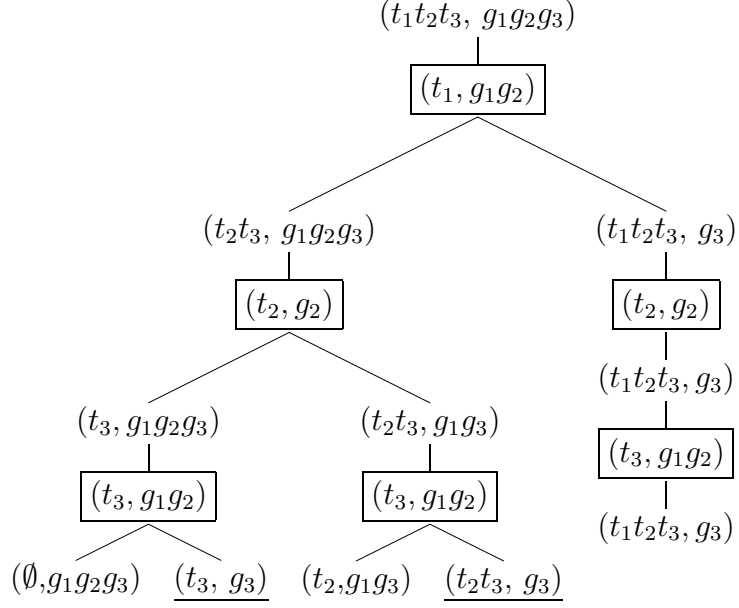 (t₁t₂t₃, g₁g₂g₃)
(t₁, g₁g₂)
(t₂t₃, g₁g₂g₃) (t₁t₂t₃, g₃)
(t₂, g₂) (t₂, g₂)
(t₁t₂t₃, g₃)
(t₃, g₁g₂g₃) (t₂t₃, g₁g₃)
(t₃, g₁g₂)
(t₃, g₁g₂) (t₃, g₁g₂)
(t₁t₂t₃, g₃)
(∅,g₁g₂g₃) (t₃, g₃) (t₂,g₁g₃) (t₂t₃, g₃)